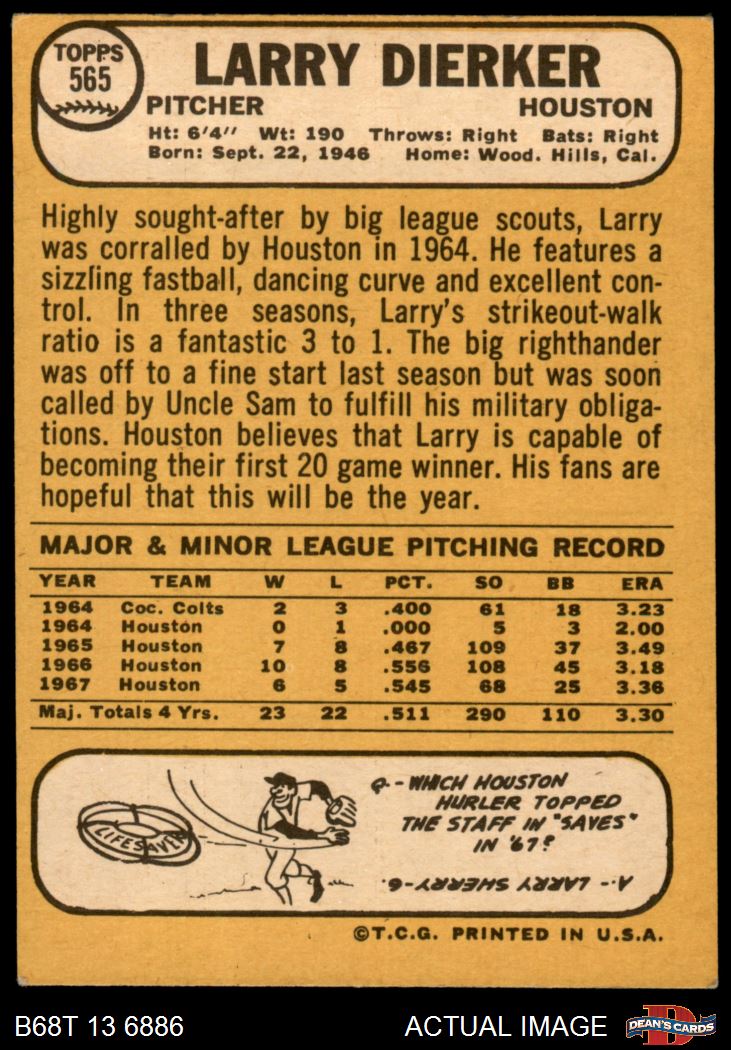 TOPPS
565
LARRY DIERKER
PITCHER HOUSTON
Ht: 6'4" Wt: 190 Throws: Right Bats: Right
Born: Sept. 22, 1946 Home: Wood. Hills, Cal.
Highly sought-after by big league scouts, Larry
was corralled by Houston in 1964. He features a
sizzling fastball, dancing curve and excellent con-
trol. In three seasons, Larry's strikeout-walk
ratio is a fantastic 3 to 1. The big righthander
was off to a fine start last season but was soon
called by Uncle Sam to fulfill his military obliga-
tions. Houston believes that Larry is capable of
becoming their first 20 game winner. His fans are
hopeful that this will be the year.
MAJOR & MINOR LEAGUE PITCHING RECORD
YEAR TEAM W L PCT. SO BB ERA
1964 Coc. Colts 2 3 .400 61 18 3.23
1964 Houston 0 1 .000 5 3 2.00
1965 Houston 7 8 .467 109 37 3.49
1966 Houston 10 8 .556 108 45 3.18
1967 Houston 6 5 .545 68 25 3.36
Maj. Totals 4 Yrs. 23 22 .511 290 110 3.30
LIFESAVER
Q.-WHICH HOUSTON
HURLER TOPPED
THE STAFF IN "SAVES"
IN '67?
A.-LARRY SHERRY-6.
©T.C.G. PRINTED IN U.S.A.
B68T 13 6886 ACTUAL IMAGE
D
DEAN'S CARDS